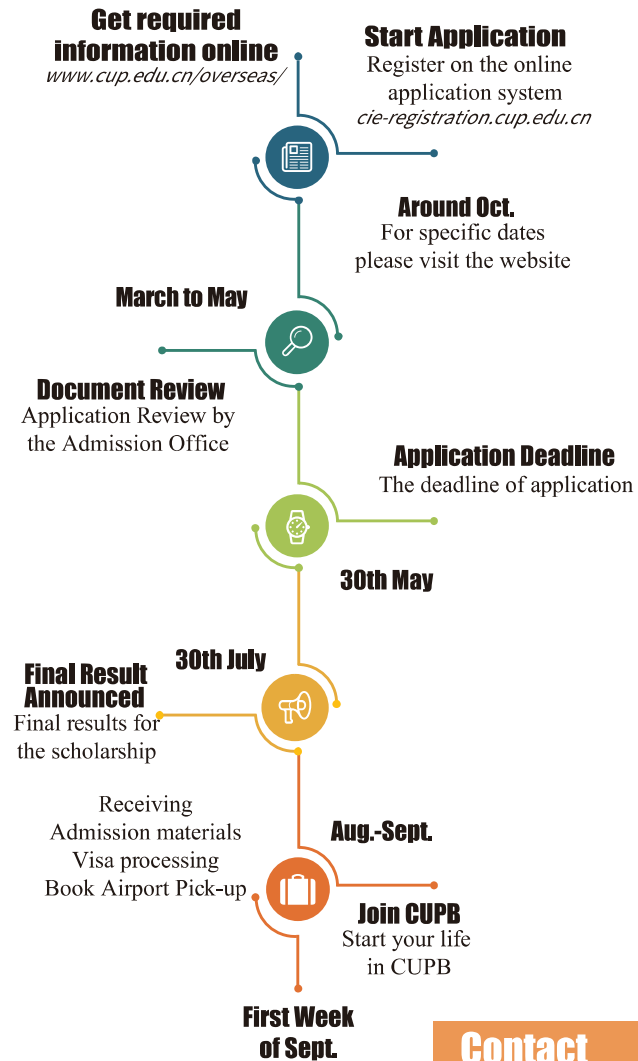 Get required
information online
www.cup.edu.cn/overseas/
Start Application
Register on the online
application system
cie-registration.cup.edu.cn
Around Oct.
For specific dates
please visit the website
March to May
Document Review
Application Review by
the Admission Office
Application Deadline
The deadline of application
30th May
30th July
Final Result
Announced
Final results for
the scholarship
Receiving
Admission materials
Visa processing
Book Airport Pick-up
Aug.-Sept.
Join CUPB
Start your life
in CUPB
First Week
of Sept.
Contact